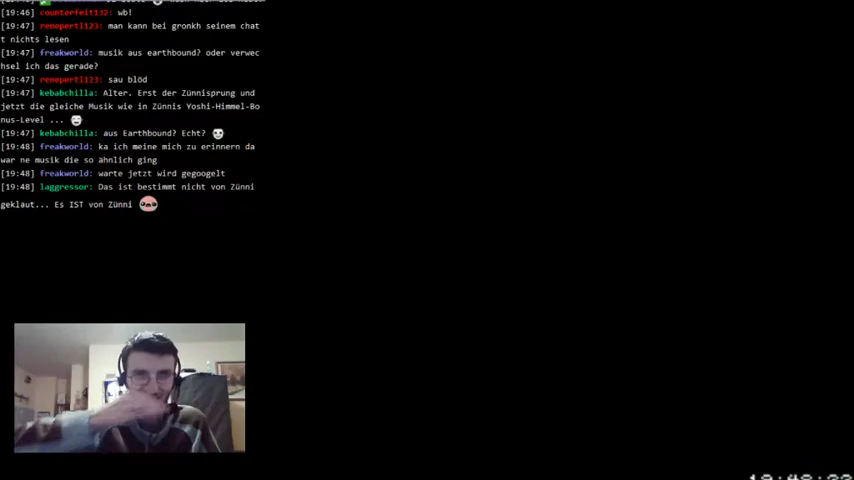 [19:46] counterfeit132: wb!
[19:47] renepertl123: man kann bei gronkh seinem chat
t nichts lesen
[19:47] freakworld: musik aus earthbound? oder verwec
hsel ich das gerade?
[19:47] renepertl123: sau blöd
[19:47] kebabchilla: Alter. Erst der Zünnisprung und
jetzt die gleiche Musik wie in Zünnis Yoshi-Himmel-Bo
nus-Level ...
[19:47] kebabchilla: aus Earthbound? Echt?
[19:48] freakworld: ka ich meine mich zu erinnern da
war ne musik die so ähnlich ging
[19:48] freakworld: warte jetzt wird gegoogelt
[19:48] laggressor: Das ist bestimmt nicht von Zünni
geklaut... Es IST von Zünni